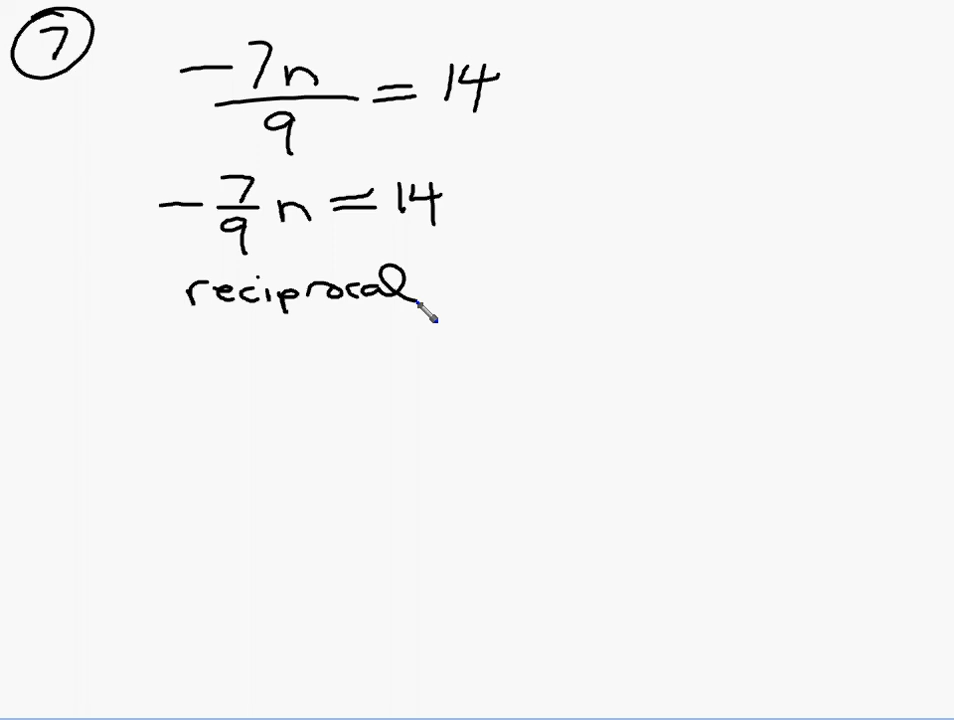 7
-7n/9 = 14
-7/9 n = 14
reciprocal